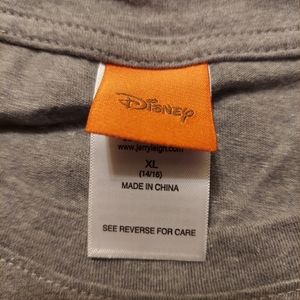 Disney
www.jerryleigh.com
XL
(14/16)
MADE IN CHINA
SEE REVERSE FOR CARE